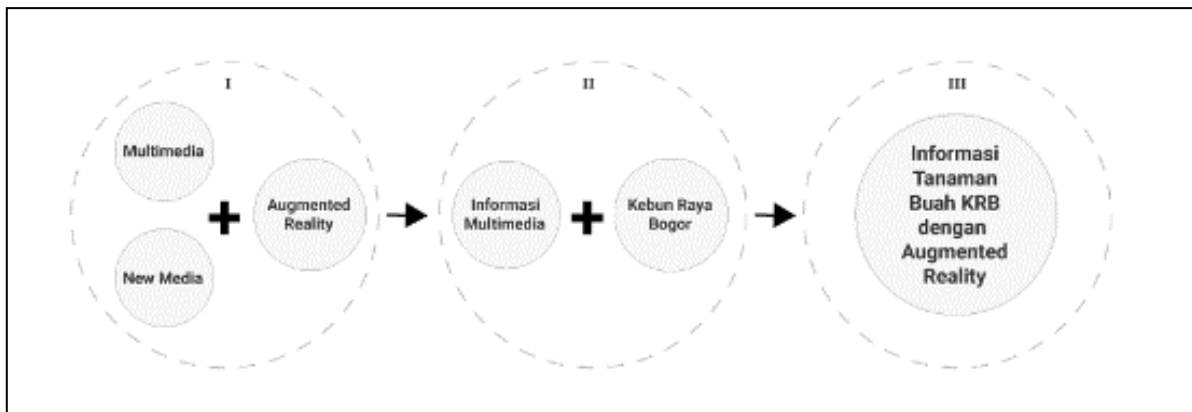 I
Multimedia
New Media
Augmented
Reality
II
Informasi
Multimedia
Kebun Raya
Bogor
III
Informasi
Tanaman
Buah KRB
dengan
Augmented
Reality